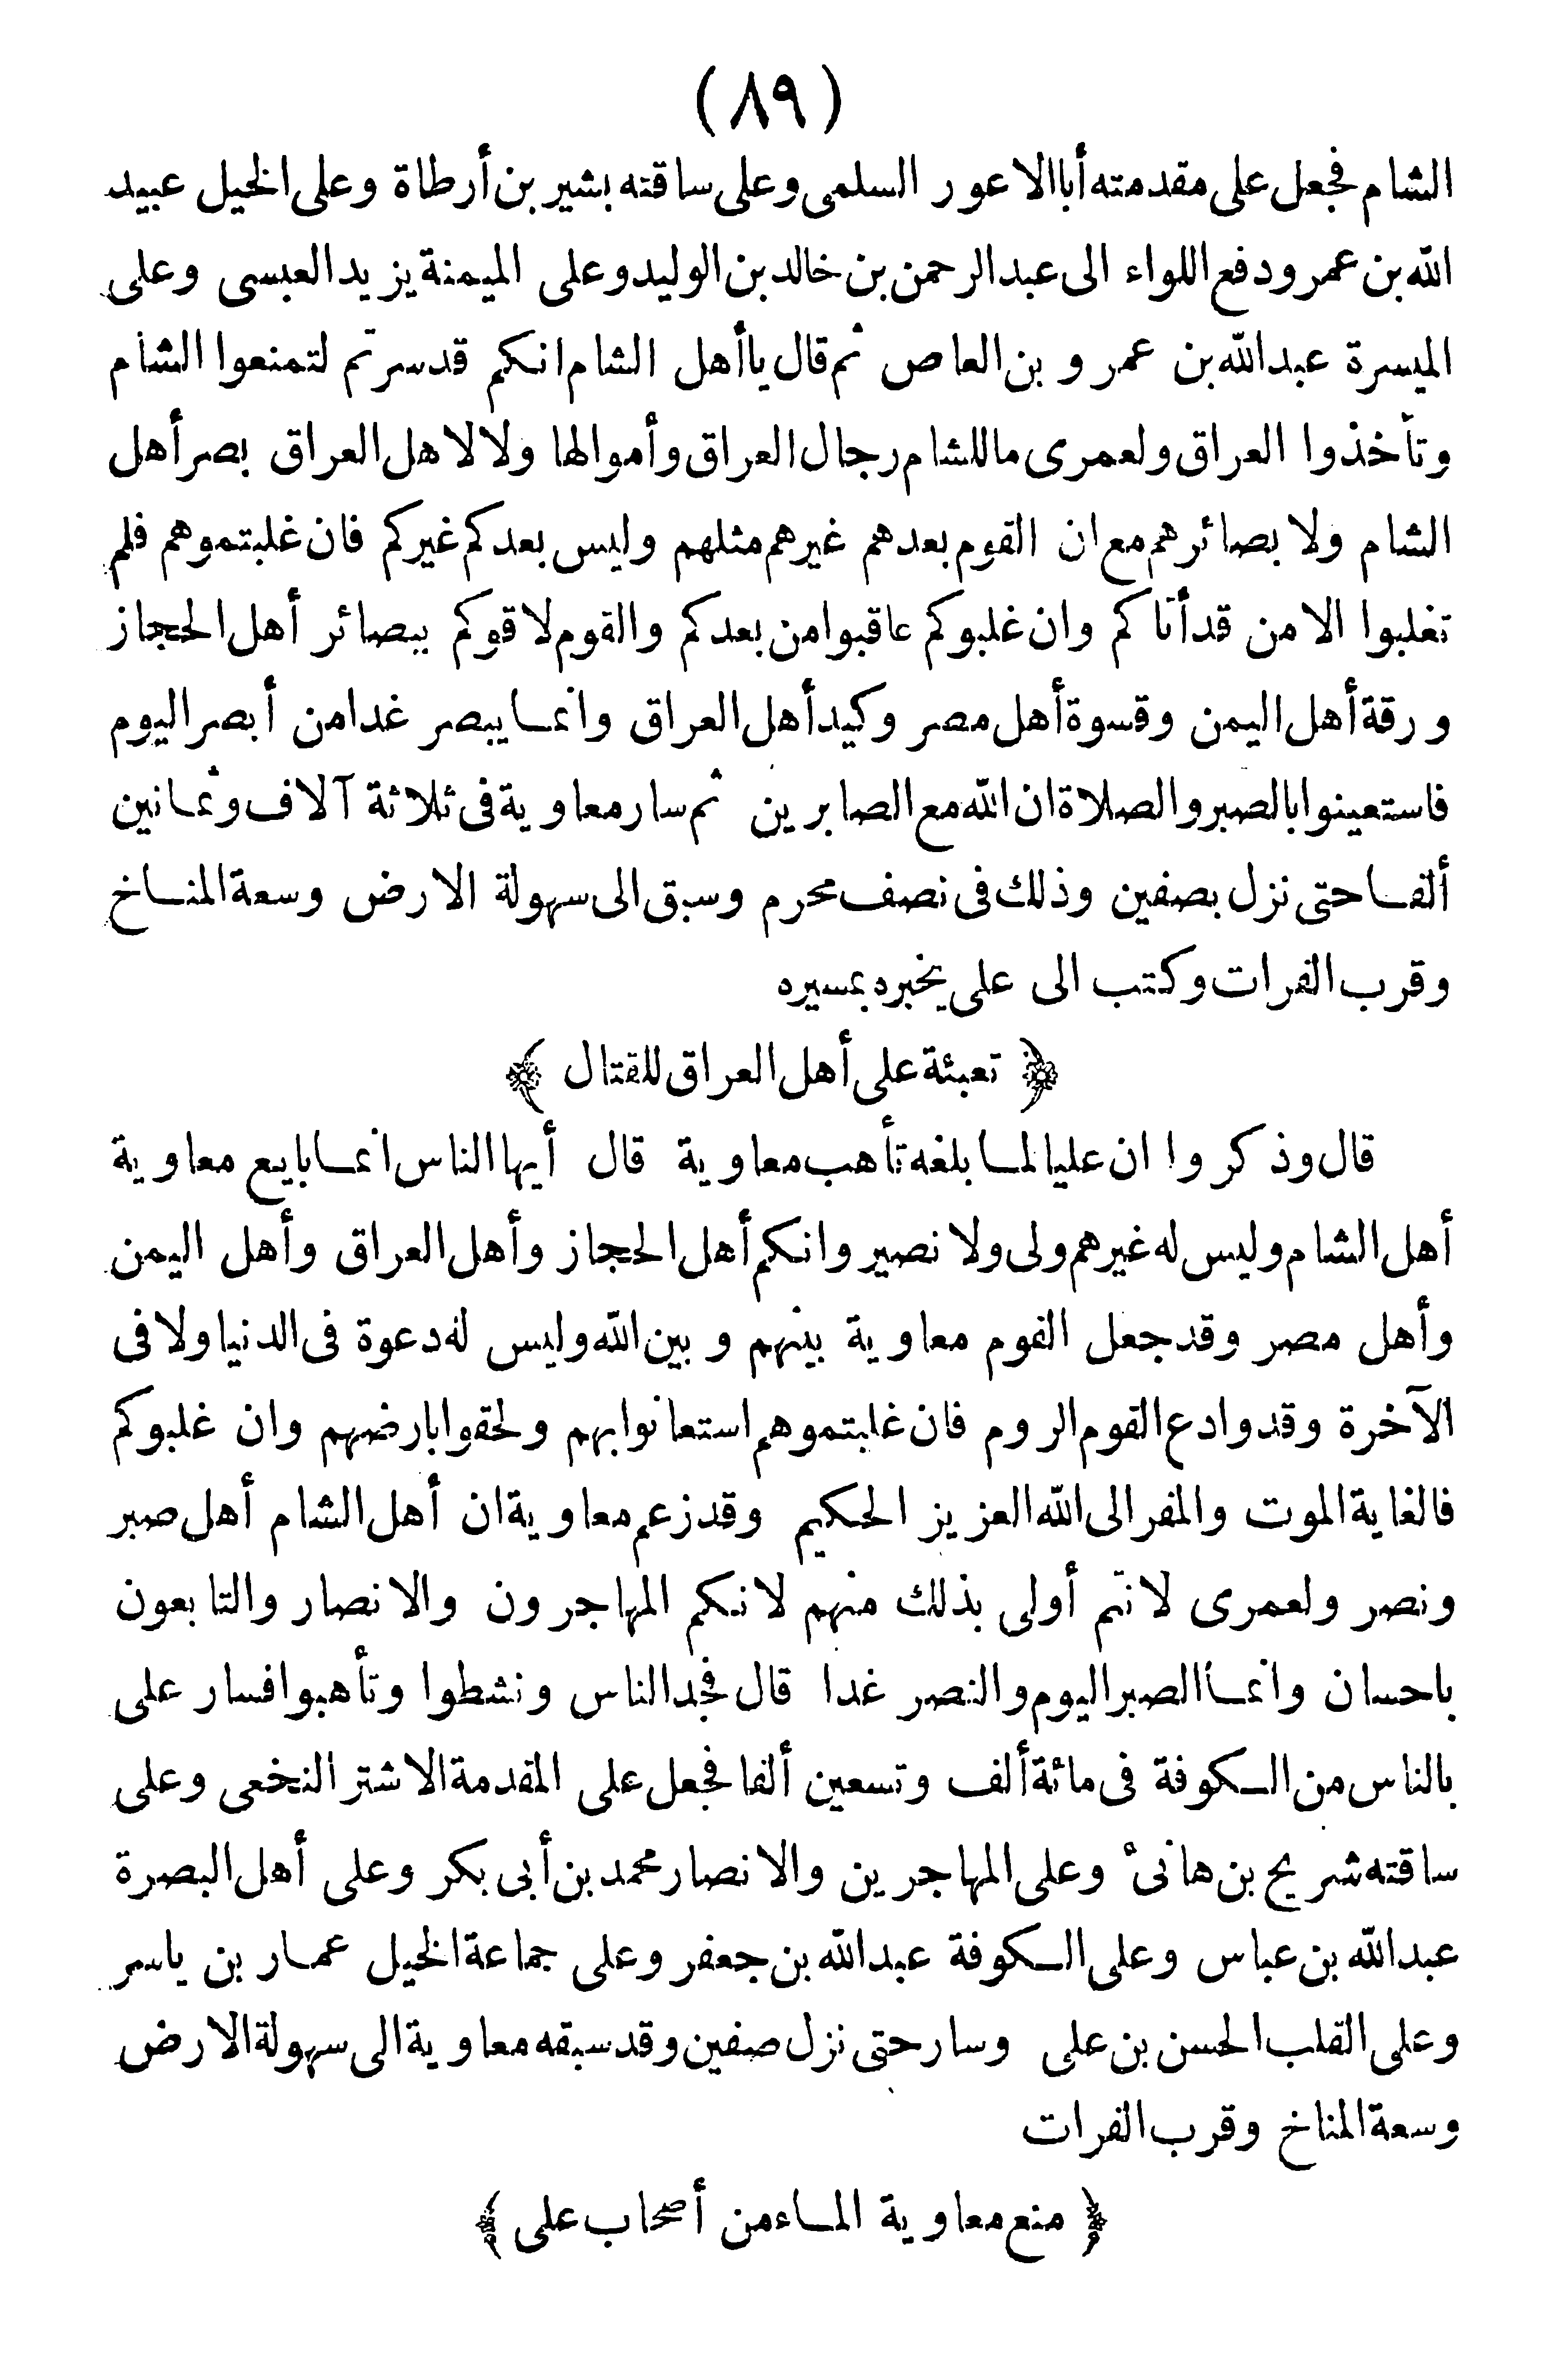 (٨٩)
الشام فجعل على مقدمته أبا الاعور السلمى وعلى ساقته بشير بن أرطاة وعلى الخيل عبيد
الله بن عمر ودفع اللواء الى عبد الرحمن بن خالد بن الوليد وعلى الميمنة يزيد العبسى وعلى
الميسرة عبد الله بن عمرو بن العاص ثم قال يا أهل الشام انكم قد سرتم لتمنعوا الشام
وتأخذوا العراق ولعمرى ما للشام رجال العراق وأموالها ولا لاهل العراق بصر أهل
الشام ولا بصائرهم مع ان القوم بعدهم غيرهم مثلهم وليس بعدكم غيركم فان غلبتموهم فلم
تغلبوا الا من قد أتاكم وان غلبوكم عاقبوا من بعدكم والقوم لاقوكم ببصائر أهل الحجاز
ورقة أهل اليمن وقسوة أهل مصر وكيد أهل العراق وانما يبصر غدا من أبصر اليوم
فاستعينوا بالصبر والصلاة ان الله مع الصابرين ثم سار معاوية فى ثلاثة آلاف وثمانين
ألفا حتى نزل بصفين وذلك فى نصف محرم وسبق الى سهولة الارض وسعة المناخ
وقرب الفرات وكتب الى على يخبره بمسيره
﴿ تعبئة على أهل العراق للقتال ﴾
قال وذكروا ان عليا لما بلغه تأهب معاوية قال أيها الناس انما بايع معاوية
أهل الشام وليس له غيرهم ولى ولا نصير وانكم أهل الحجاز وأهل العراق وأهل اليمن
وأهل مصر وقد جعل القوم معاوية بينهم وبين الله وليس له دعوة فى الدنيا ولا فى
الآخرة وقد وادع القوم الروم فان غلبتموهم استعانوا بهم ولحقوا بارضهم وان غلبوكم
فالغاية الموت والمفر الى الله العزيز الحكيم وقد زعم معاوية ان أهل الشام أهل صبر
ونصر ولعمرى لانتم أولى بذلك منهم لانكم المهاجرون والانصار والتابعون
باحسان وانما الصبر اليوم والنصر غدا قال فجد الناس ونشطوا وتأهبوا فسار على
بالناس من الكوفة فى مائة ألف وتسعين ألفا فجعل على المقدمة الاشتر النخعى وعلى
ساقته شريح بن هانئ وعلى المهاجرين والانصار محمد بن أبى بكر وعلى أهل البصرة
عبد الله بن عباس وعلى الكوفة عبد الله بن جعفر وعلى جماعة الخيل عمار بن ياسر
وعلى القلب الحسن بن على وسار حتى نزل صفين وقد سبقه معاوية الى سهولة الارض
وسعة المناخ وقرب الفرات
﴿ منع معاوية الماء من أصحاب على ﴾